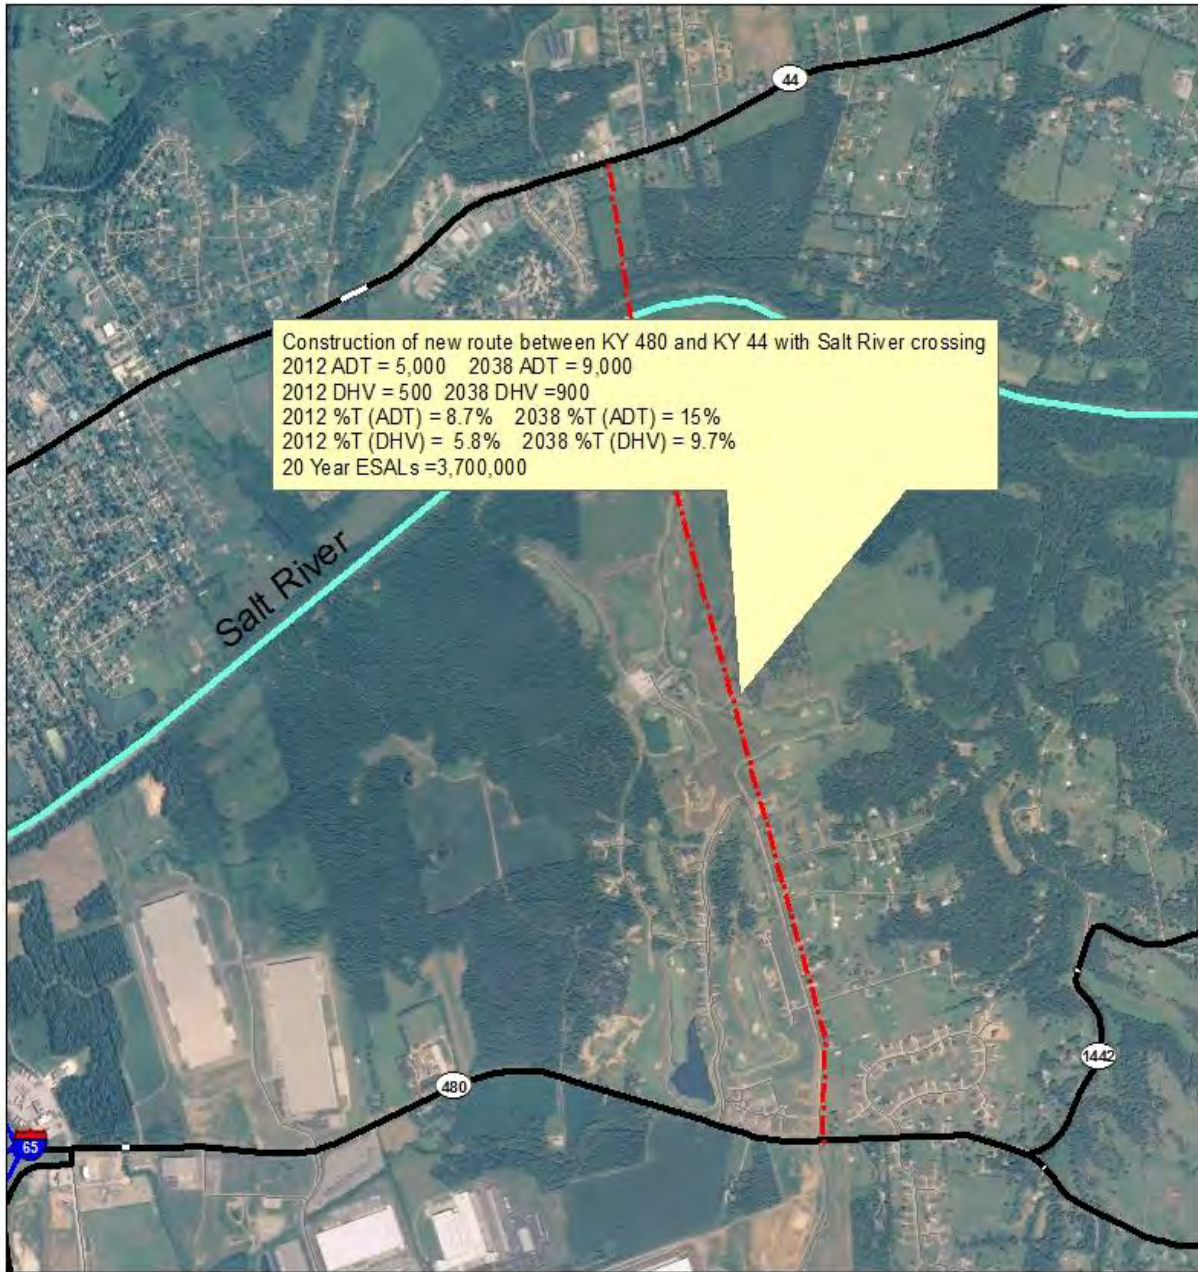 44
Construction of new route between KY 480 and KY 44 with Salt River crossing
2012 ADT = 5,000 2038 ADT = 9,000
2012 DHV = 500 2038 DHV =900
2012 %T (ADT) = 8.7% 2038 %T (ADT) = 15%
2012 %T (DHV) = 5.8% 2038 %T (DHV) = 9.7%
20 Year ESALs =3,700,000
Salt River
1442
480
65